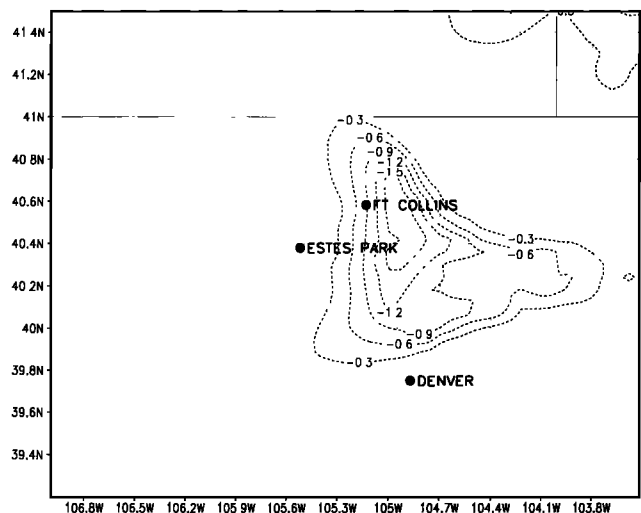 41.4N
41.2N
41N
40.8N
40.6N
40.4N
40.2N
40N
39.8N
39.6N
39.4N
-0.3
-0.6
-0.9
-1.2
-1.5
FT COLLINS
ESTES PARK
-0.3
-0.6
-1.2
-0.9
-0.6
-0.3
DENVER
106.8W 106.5W 106.2W 105.9W 105.6W 105.3W 105W 104.7W 104.4W 104.1W 103.8W